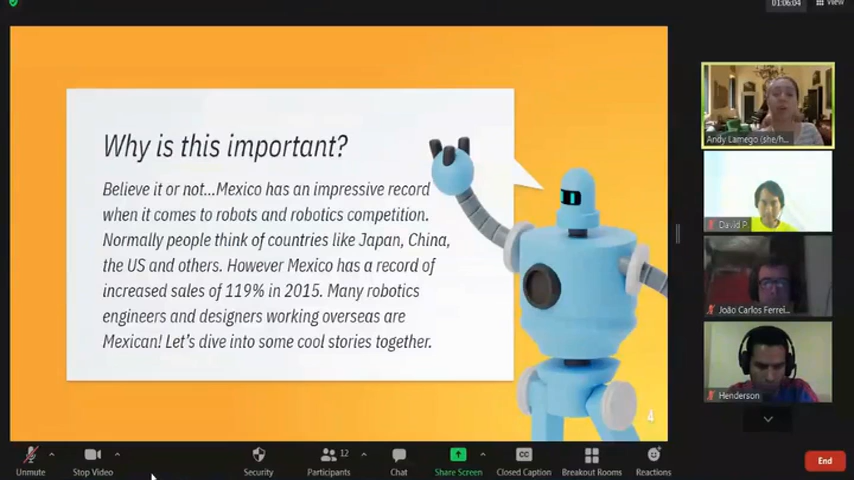 01:06:04
View
Why is this important?
Believe it or not...Mexico has an impressive record
when it comes to robots and robotics competition.
Normally people think of countries like Japan, China,
the US and others. However Mexico has a record of
increased sales of 119% in 2015. Many robotics
engineers and designers working overseas are
Mexican! Let's dive into some cool stories together.
4
Andy Lamego (she/h...
David P.
João Carlos Ferrei...
Henderson
Unmute
Stop Video
Security
12
Participants
Chat
Share Screen
CC
Closed Caption
Breakout Rooms
Reactions
End